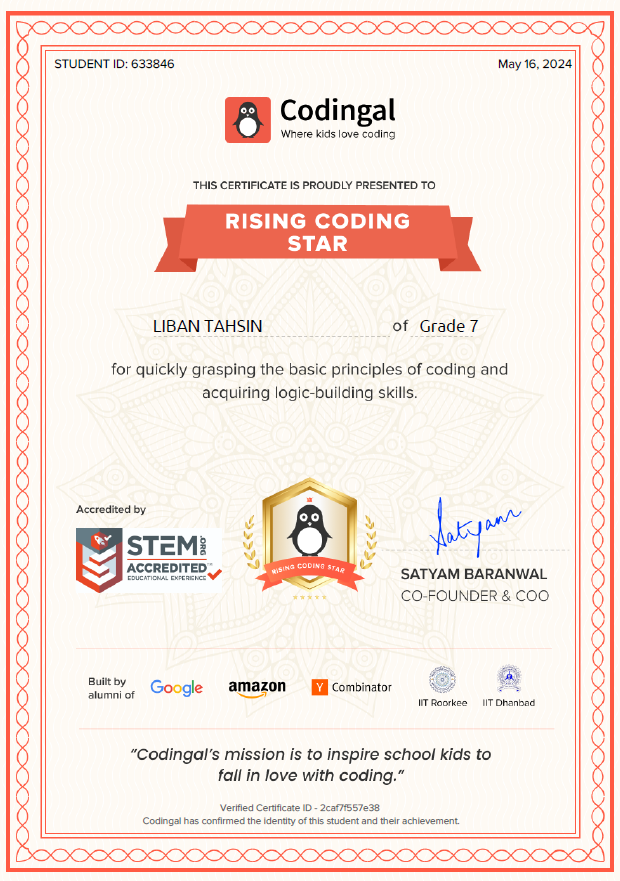 STUDENT ID: 633846
May 16, 2024
Codingal
Where kids love coding
THIS CERTIFICATE IS PROUDLY PRESENTED TO
RISING CODING
STAR
LIBAN TAHSIN of Grade 7
for quickly grasping the basic principles of coding and
acquiring logic-building skills.
Accredited by
STEM.ORG
ACCREDITED™
EDUCATIONAL EXPERIENCE
RISING CODING STAR
Satyam
SATYAM BARANWAL
CO-FOUNDER & COO
Built by
alumni of
Google
amazon
Y Combinator
IIT Roorkee
IIT Dhanbad
“Codingal’s mission is to inspire school kids to
fall in love with coding.”
Verified Certificate ID - 2caf7f557e38
Codingal has confirmed the identity of this student and their achievement.